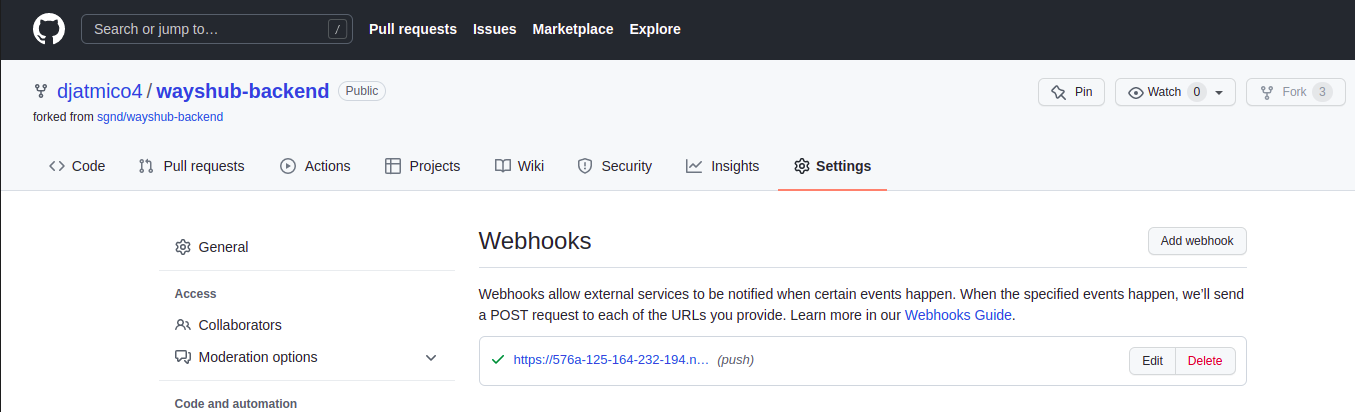 Search or jump to… / Pull requests Issues Marketplace Explore
djatmico4 / wayshub-backend Public Pin Watch 0 Fork 3
forked from sgnd/wayshub-backend
Code Pull requests Actions Projects Wiki Security Insights Settings
General
Access
Collaborators
Moderation options
Code and automation
Webhooks Add webhook
Webhooks allow external services to be notified when certain events happen. When the specified events happen, we'll send
a POST request to each of the URLs you provide. Learn more in our Webhooks Guide.
https://576a-125-164-232-194.n… (push) Edit Delete